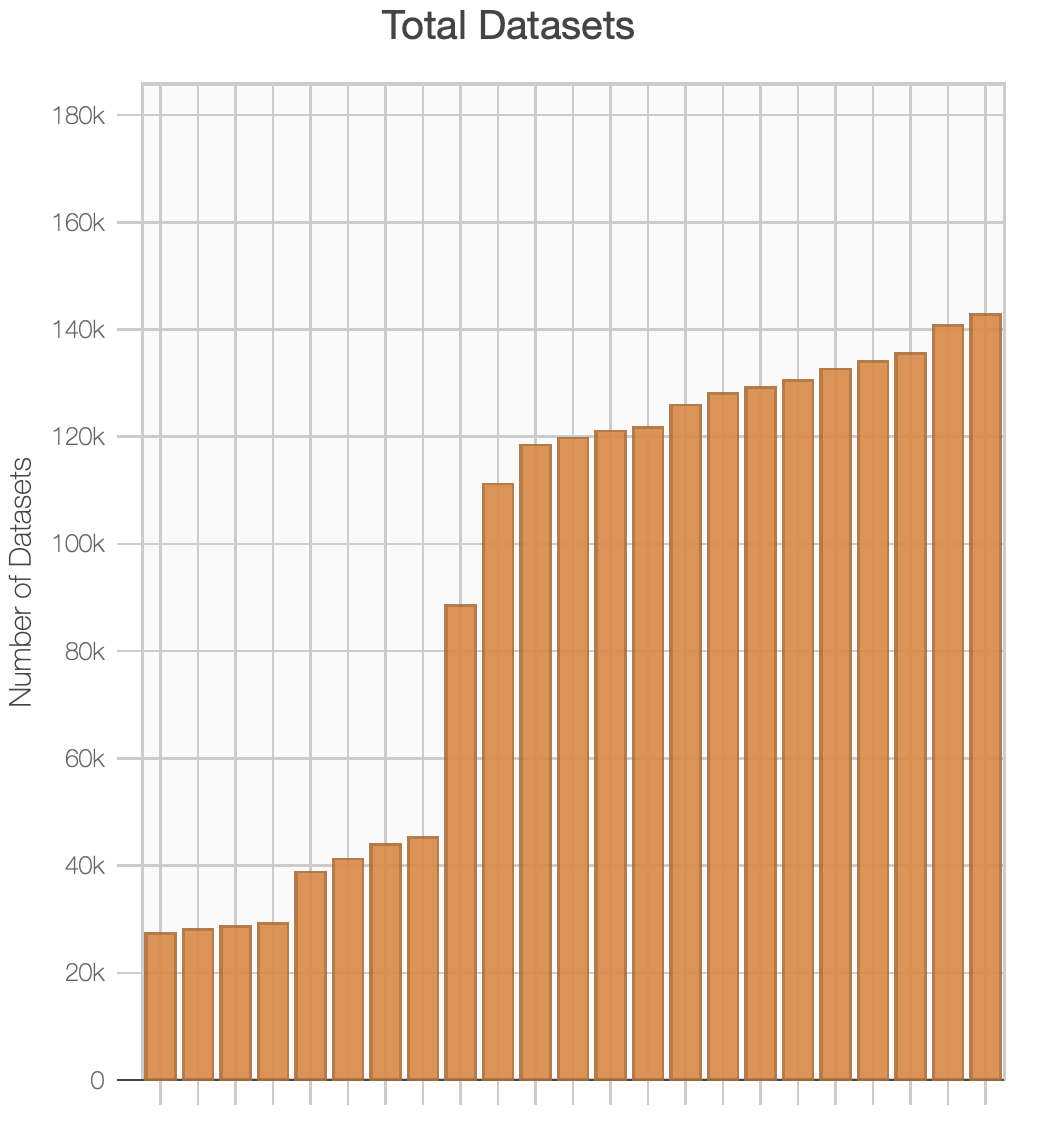 Total Datasets
180k
160k
140k
120k
100k
80k
60k
40k
20k
0
Number of Datasets